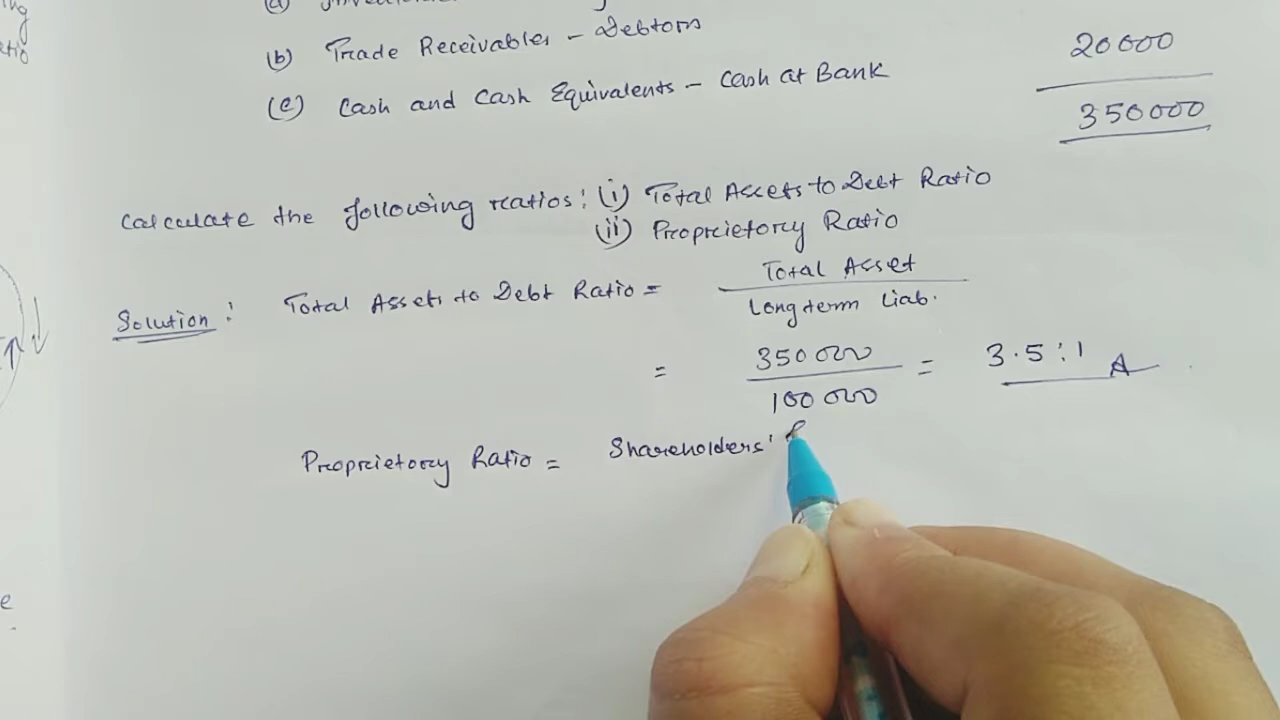 (b) Trade Receivables - Debtors
20000
(c) Cash and Cash Equivalents - Cash at Bank
350000
Calculate the following ratios: (i) Total Assets to Debt Ratio
(ii) Proprietory Ratio
Solution: Total Assets to Debt Ratio = Total Asset
Long term Liab.
= 350000 = 3.5:1
100000
Proprietory Ratio = Shareholders'